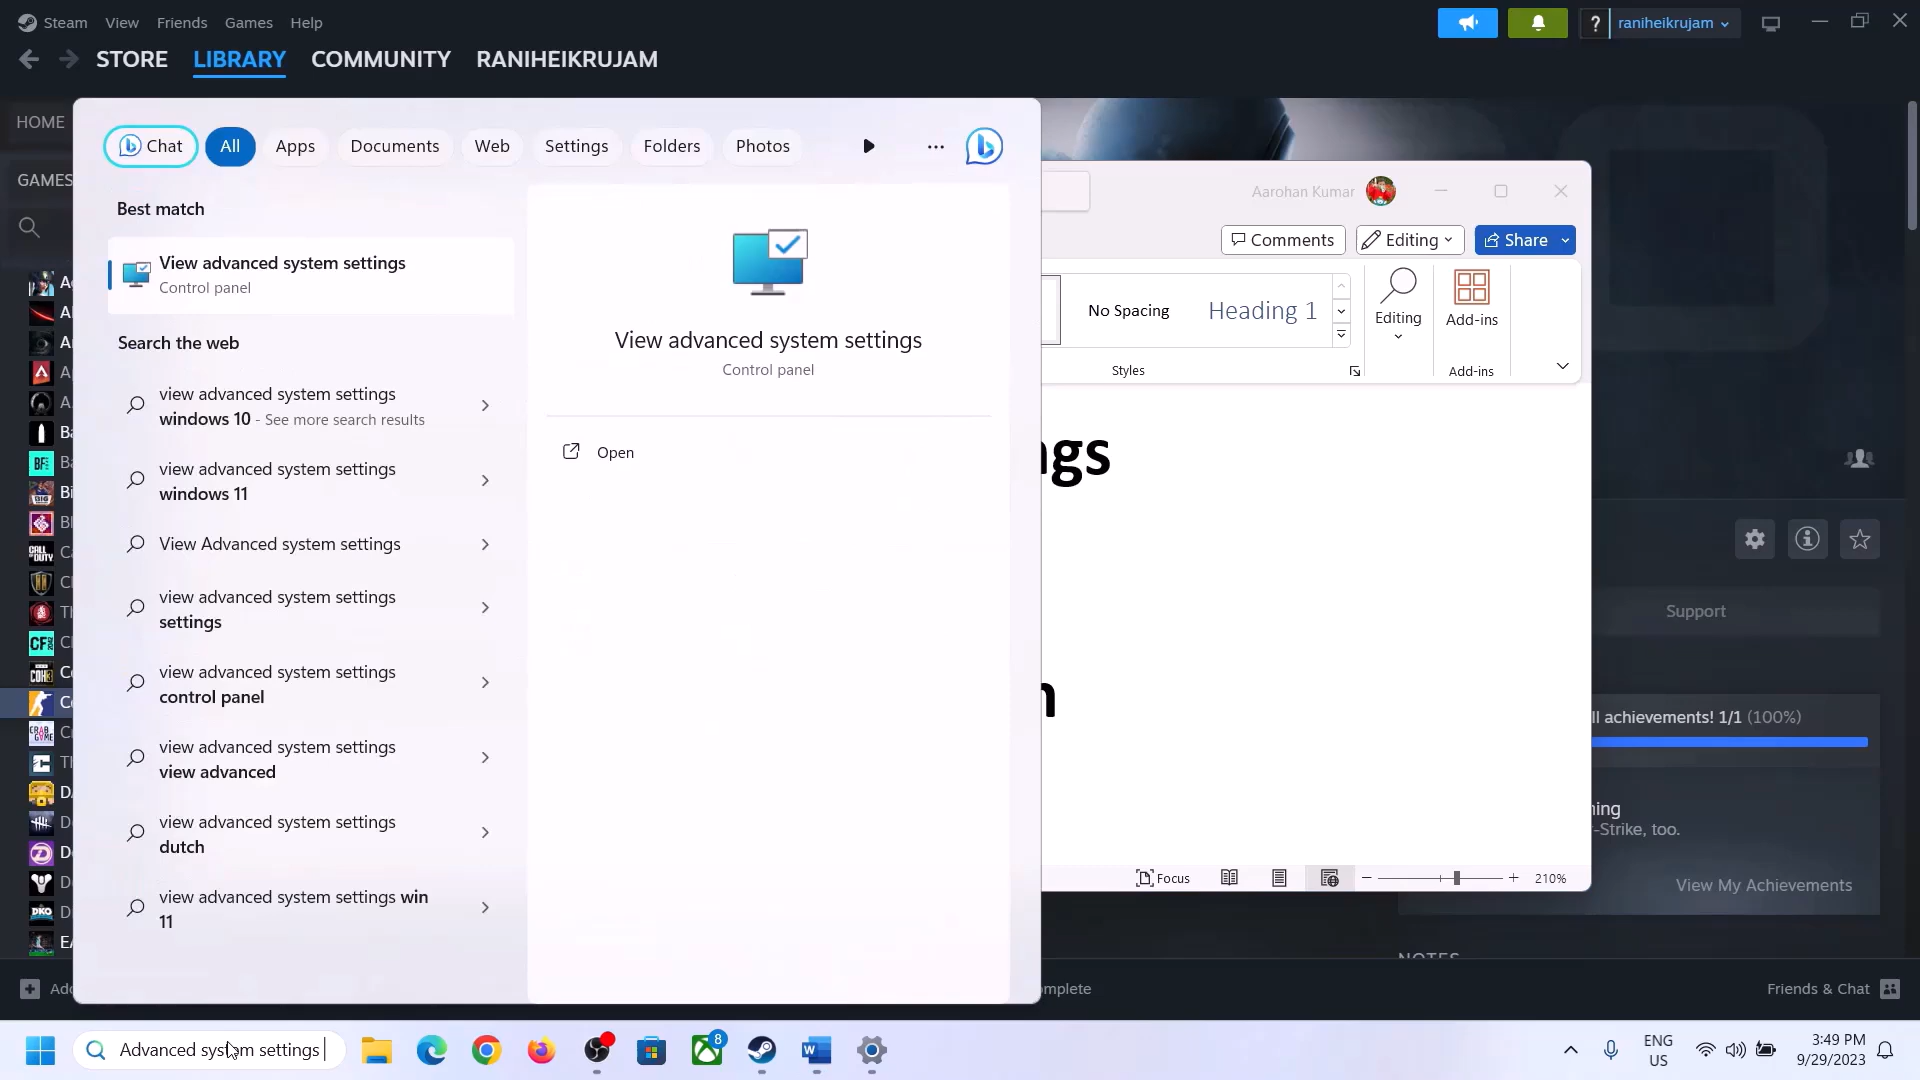 Steam View Friends Games Help
raniheikrujam
STORE LIBRARY COMMUNITY RANIHEIKRUJAM
HOME
GAMES
Chat All Apps Documents Web Settings Folders Photos
Best match
View advanced system settings
Control panel
Search the web
view advanced system settings
windows 10 - See more search results
view advanced system settings
windows 11
View Advanced system settings
view advanced system settings
settings
view advanced system settings
control panel
view advanced system settings
view advanced
view advanced system settings
dutch
view advanced system settings win
11
View advanced system settings
Control panel
Open
Aarohan Kumar
Comments Editing Share
No Spacing Heading 1
Editing
Add-ins
Styles
Add-ins
ngs
n
Focus
210%
Support
ll achievements! 1/1 (100%)
ning
-Strike, too.
View My Achievements
Add
mplete
Friends & Chat
Advanced system settings
8
ENG
US
3:49 PM
9/29/2023